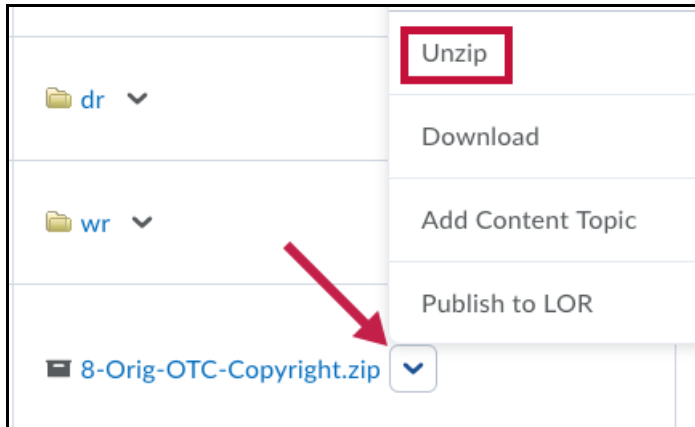 Unzip
dr
Download
wr
Add Content Topic
Publish to LOR
8-Orig-OTC-Copyright.zip